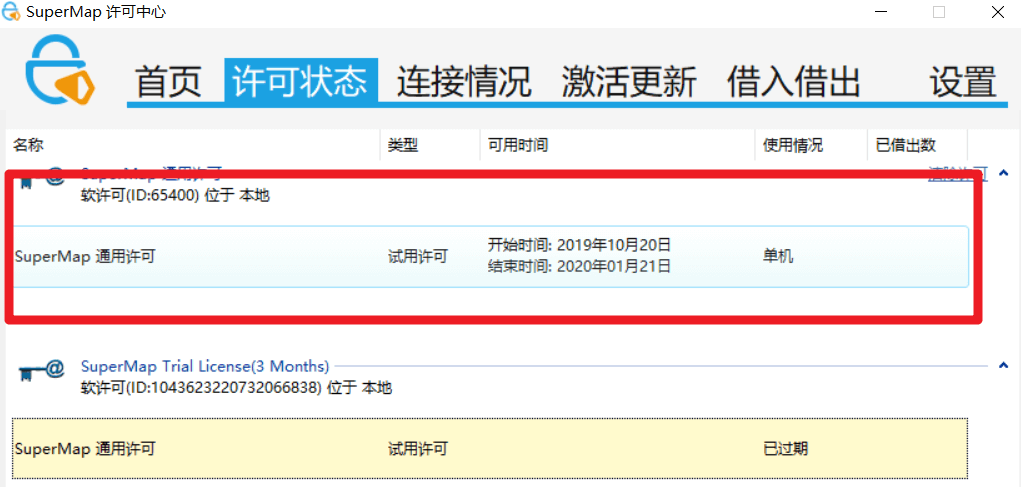 SuperMap 许可中心
首页 许可状态 连接情况 激活更新 借入借出 设置
名称 类型 可用时间 使用情况 已借出数
SuperMap 通用许可 清除许可
软许可(ID:65400) 位于 本地
SuperMap 通用许可 试用许可 开始时间: 2019年10月20日 单机
结束时间: 2020年01月21日
SuperMap Trial License(3 Months)
软许可(ID:1043623220732066838) 位于 本地
SuperMap 通用许可 试用许可 已过期